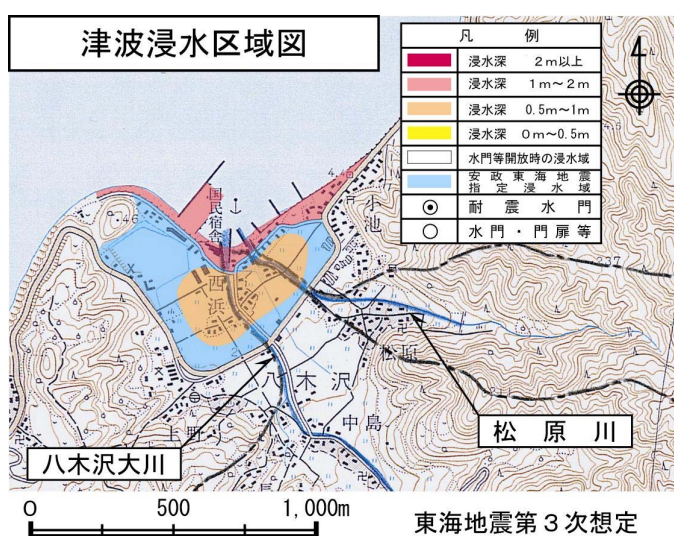 津波浸水区域図
凡 例
浸水深 ２ｍ以上
浸水深 １ｍ～２ｍ
浸水深 0.5m～1m
浸水深 ０ｍ～0.5m
水門等開放時の浸水域
安政東海地震
指定浸水域
耐震水門
水門・門扉等
国民宿舎
小池
西浜
松原
八木沢
中島
上野
237
松原川
八木沢大川
0 500 1,000m
東海地震第３次想定